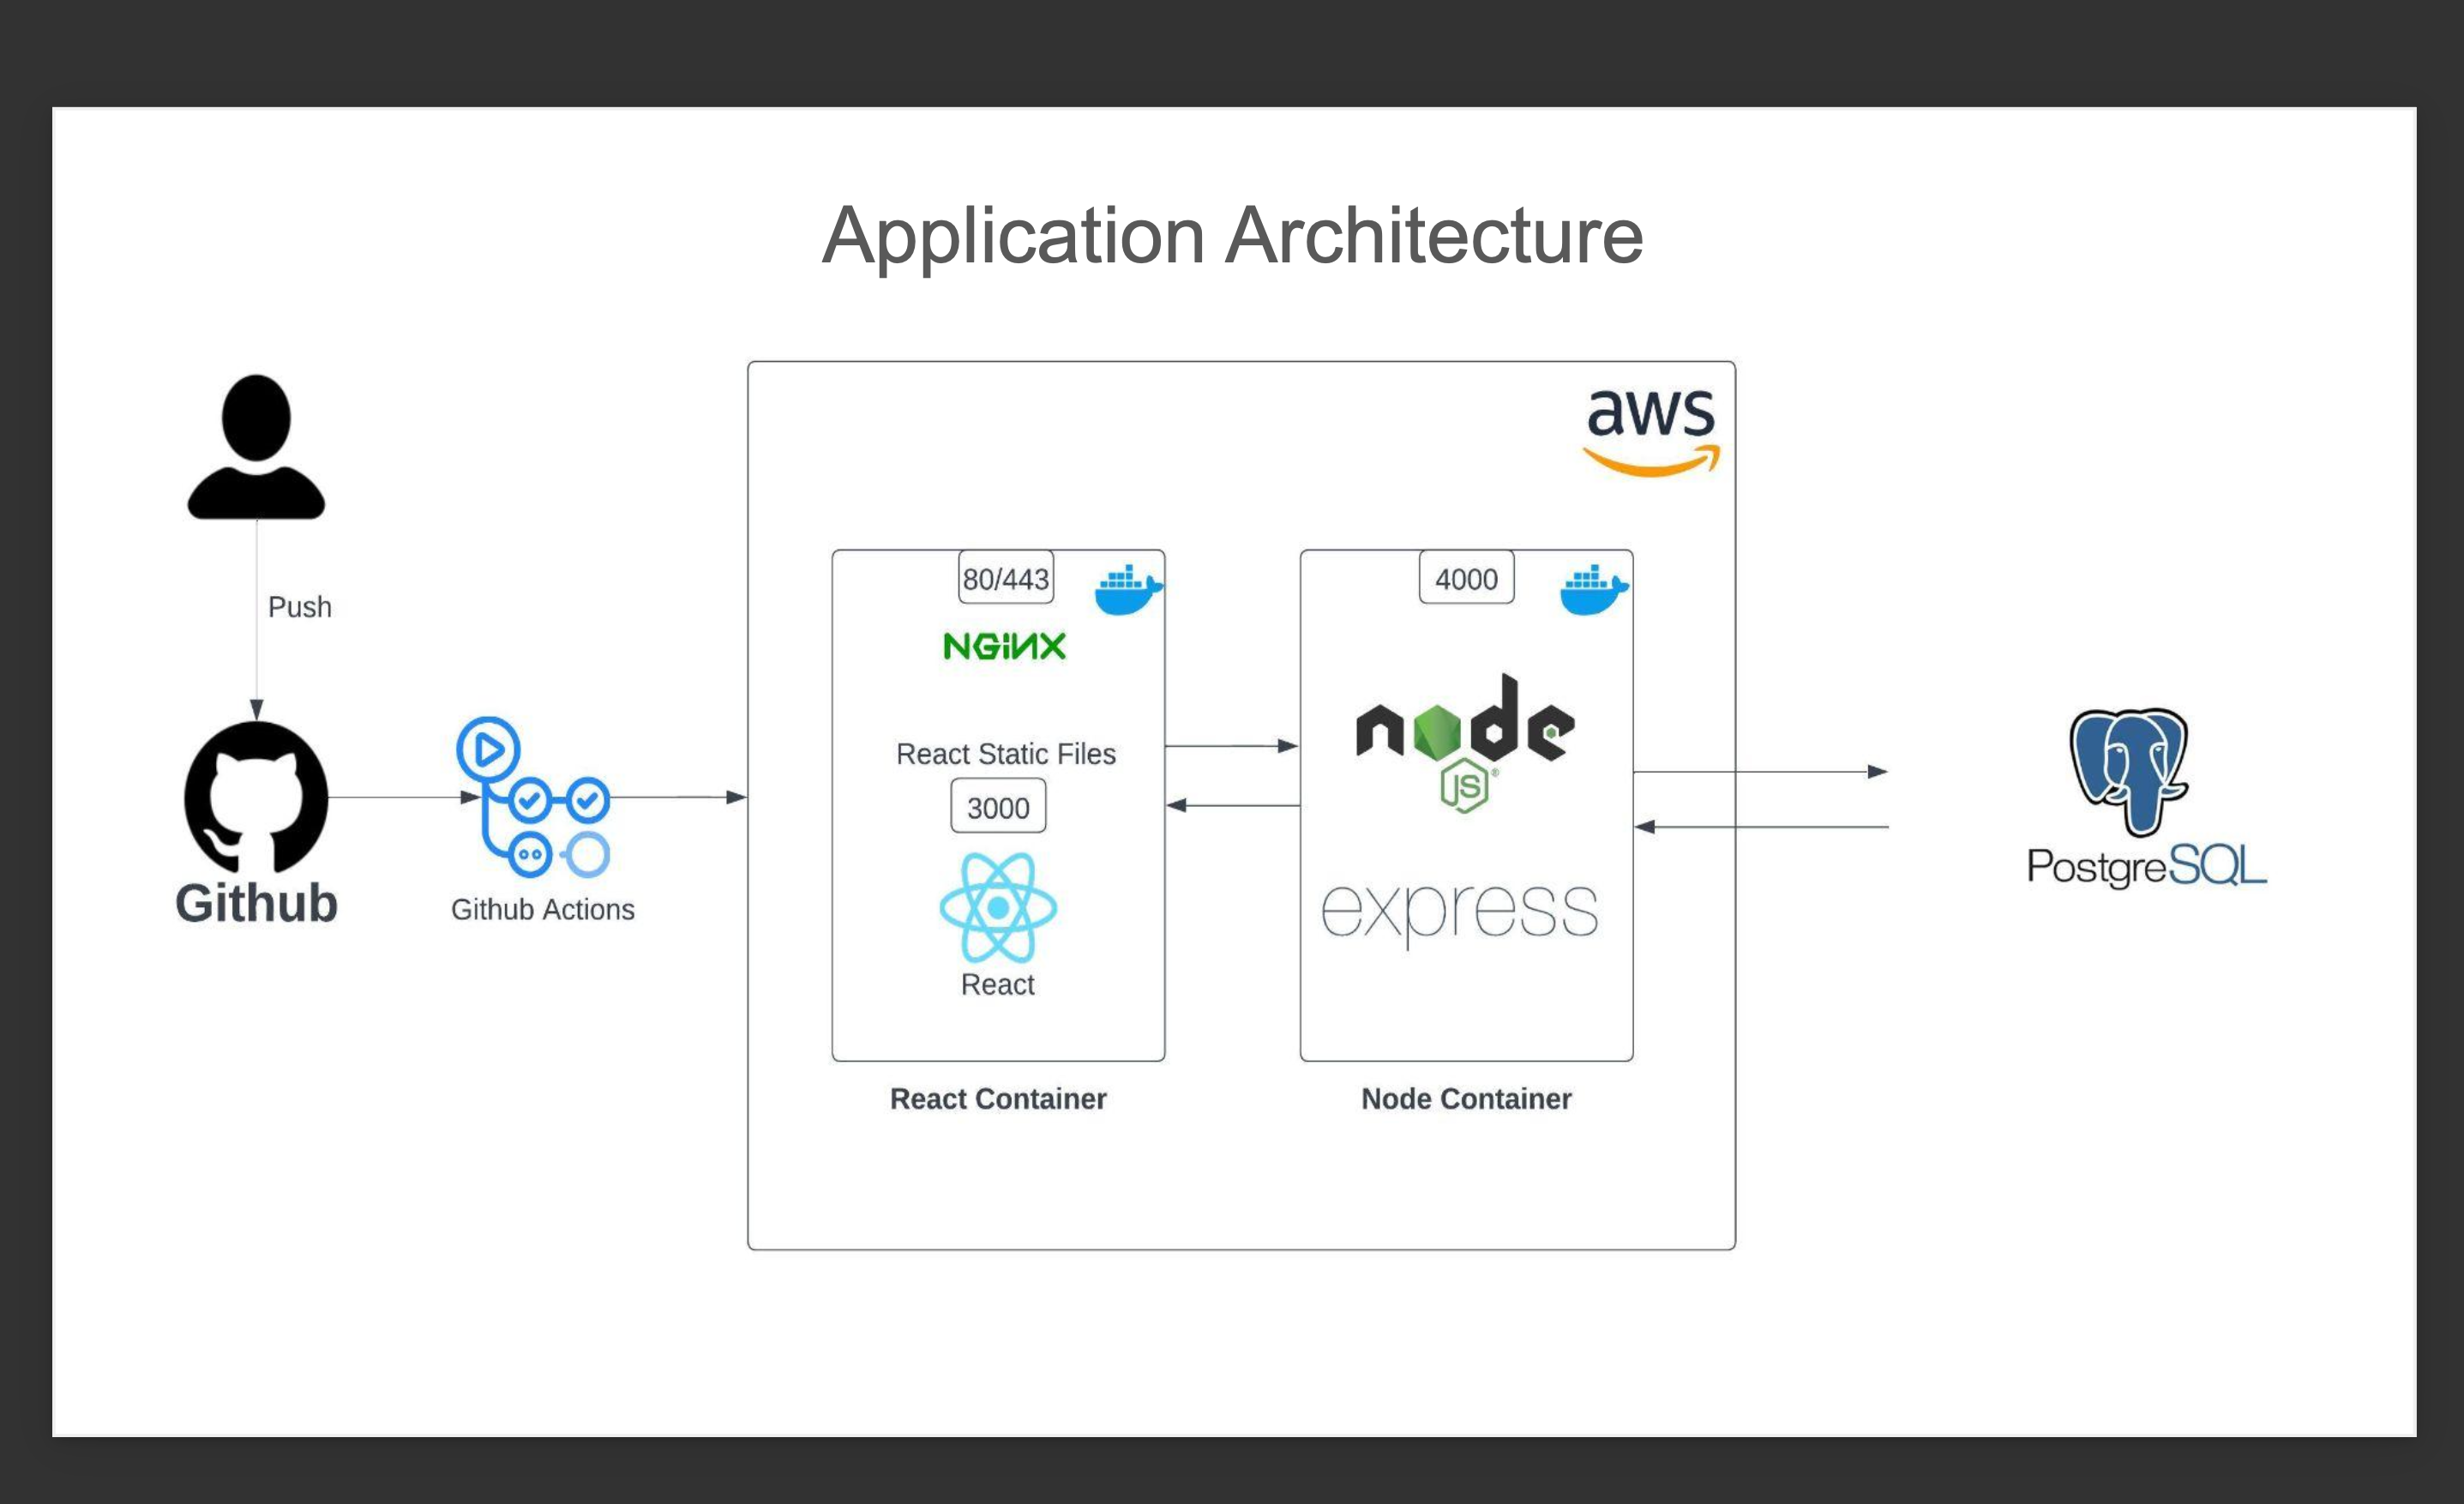 Application Architecture
aws
Push
80/443
4000
NGINX
React Static Files
3000
node
JS
®
express
React
Github
Github Actions
PostgreSQL
React Container
Node Container